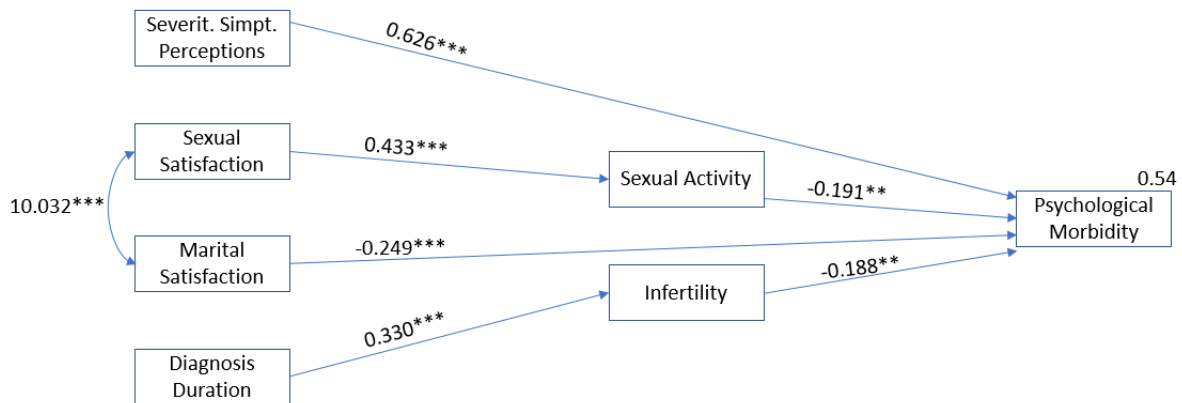 Severit. Simpt.
Perceptions
0.626***
Sexual
Satisfaction
0.433***
Sexual Activity
-0.191**
0.54
Psychological
Morbidity
10.032***
Marital
Satisfaction
-0.249***
Infertility
-0.188**
0.330***
Diagnosis
Duration